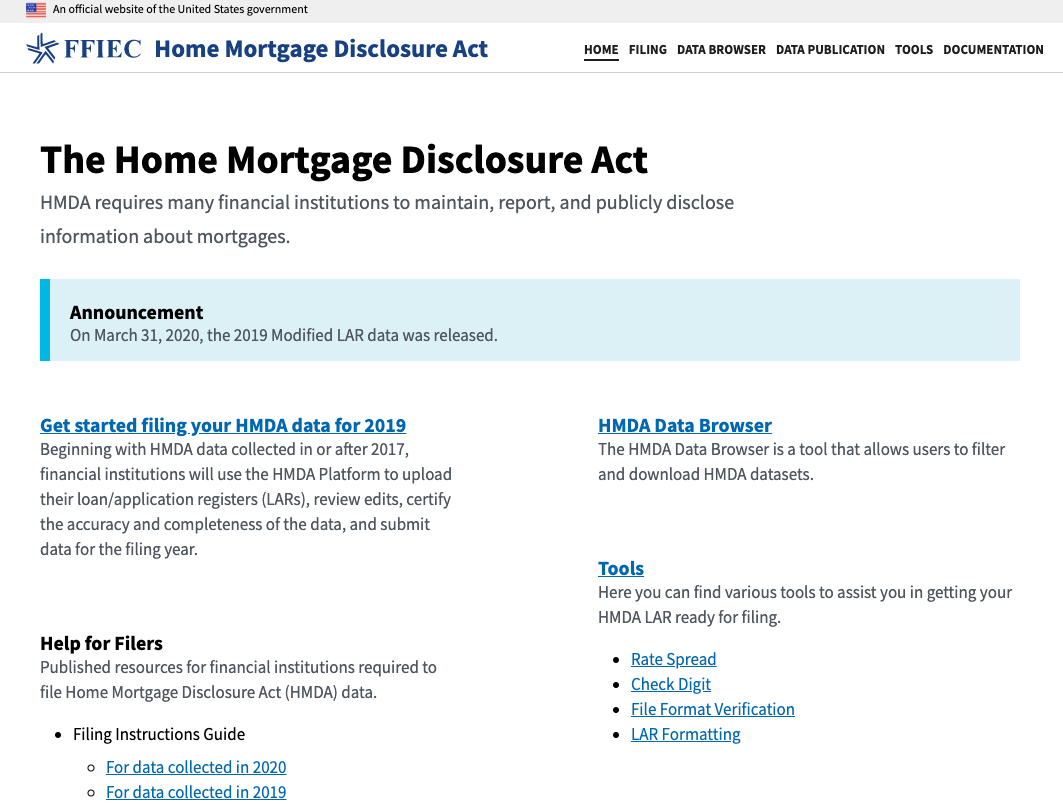 An official website of the United States government
FFIEC Home Mortgage Disclosure Act
HOME FILING DATA BROWSER DATA PUBLICATION TOOLS DOCUMENTATION
The Home Mortgage Disclosure Act
HMDA requires many financial institutions to maintain, report, and publicly disclose
information about mortgages.
Announcement
On March 31, 2020, the 2019 Modified LAR data was released.
Get started filing your HMDA data for 2019
Beginning with HMDA data collected in or after 2017,
financial institutions will use the HMDA Platform to upload
their loan/application registers (LARs), review edits, certify
the accuracy and completeness of the data, and submit
data for the filing year.
Help for Filers
Published resources for financial institutions required to
file Home Mortgage Disclosure Act (HMDA) data.
Filing Instructions Guide
For data collected in 2020
For data collected in 2019
HMDA Data Browser
The HMDA Data Browser is a tool that allows users to filter
and download HMDA datasets.
Tools
Here you can find various tools to assist you in getting your
HMDA LAR ready for filing.
Rate Spread
Check Digit
File Format Verification
LAR Formatting